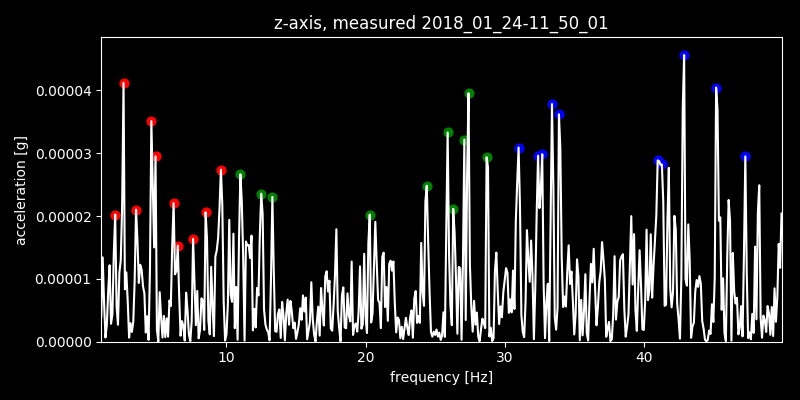 z-axis, measured 2018_01_24-11_50_01
0.00004
0.00003
0.00002
0.00001
0.00000
acceleration [g]
10 20 30 40
frequency [Hz]